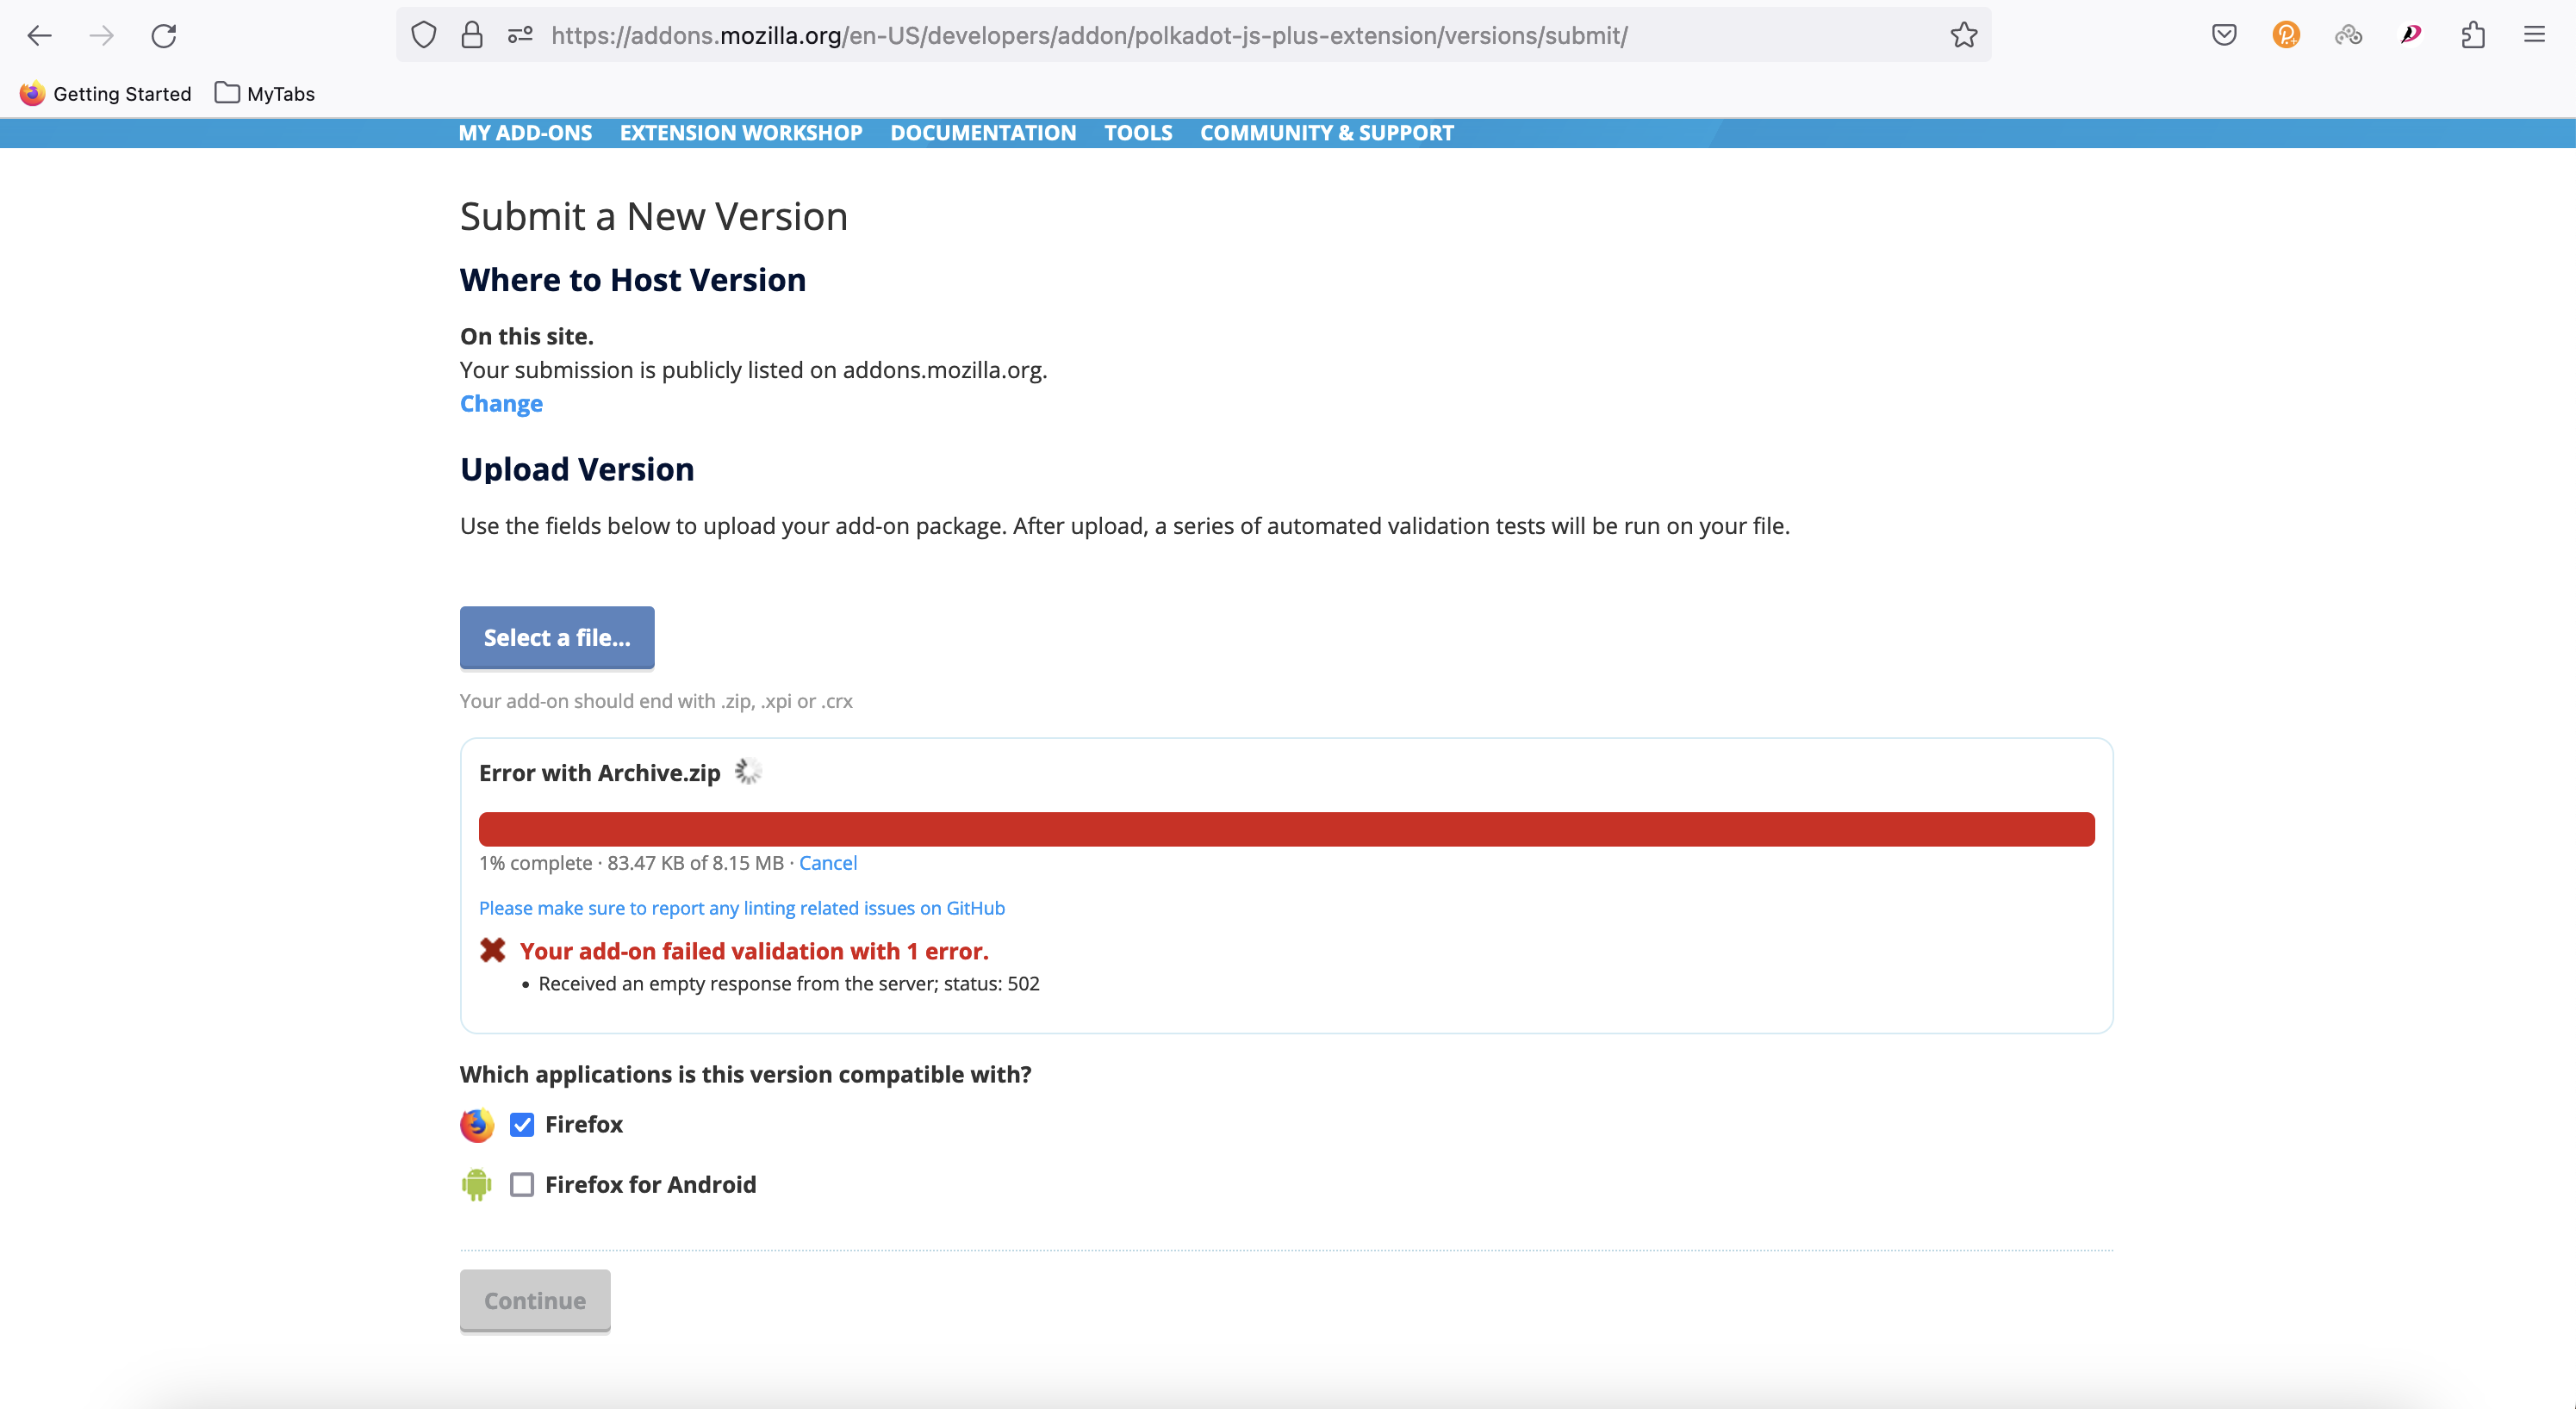 https://addons.mozilla.org/en-US/developers/addon/polkadot-js-plus-extension/versions/submit/
Getting Started MyTabs
MY ADD-ONS EXTENSION WORKSHOP DOCUMENTATION TOOLS COMMUNITY & SUPPORT
Submit a New Version
Where to Host Version
On this site.
Your submission is publicly listed on addons.mozilla.org.
Change
Upload Version
Use the fields below to upload your add-on package. After upload, a series of automated validation tests will be run on your file.
Select a file...
Your add-on should end with .zip, .xpi or .crx
Error with Archive.zip
1% complete · 83.47 KB of 8.15 MB · Cancel
Please make sure to report any linting related issues on GitHub
Your add-on failed validation with 1 error.
• Received an empty response from the server; status: 502
Which applications is this version compatible with?
Firefox
Firefox for Android
Continue